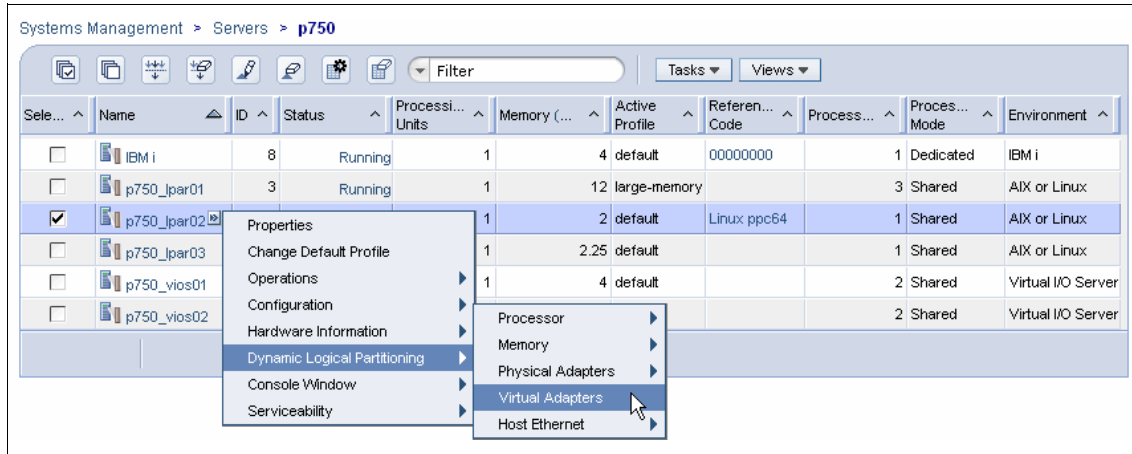 Systems Management > Servers > p750
Filter Tasks Views
Sele... Name ID Status Processi... Units Memory (... Active Profile Referen... Code Process... Proces... Mode Environment
IBM i 8 Running 1 4 default 00000000 1 Dedicated IBM i
p750_lpar01 3 Running 1 12 large-memory 3 Shared AIX or Linux
p750_lpar02 1 2 default Linux ppc64 1 Shared AIX or Linux
p750_lpar03 1 2.25 default 1 Shared AIX or Linux
p750_vios01 1 4 default 2 Shared Virtual I/O Server
p750_vios02 2 Shared Virtual I/O Server
Properties
Change Default Profile
Operations
Configuration
Hardware Information
Dynamic Logical Partitioning
Console Window
Serviceability
Processor
Memory
Physical Adapters
Virtual Adapters
Host Ethernet